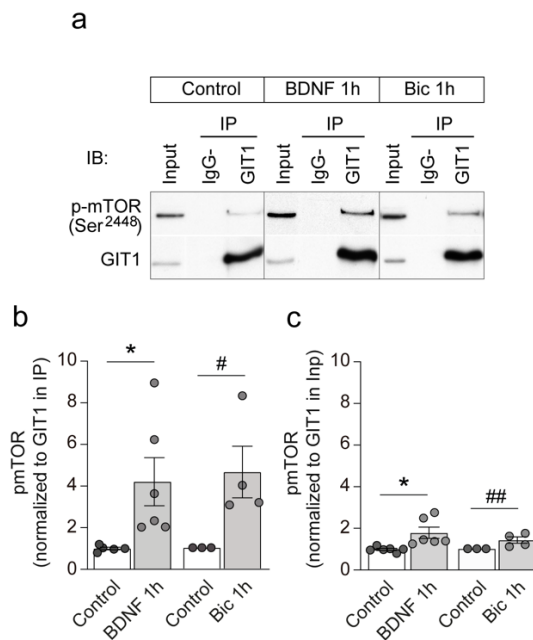 a
Control BDNF 1h Bic 1h
IP IP IP
IB: Input IgG- GIT1 Input IgG- GIT1 Input IgG- GIT1
p-mTOR
(Ser2448)
GIT1
b
pmTOR
(normalized to GIT1 in IP)
10
8
6
4
2
0
* #
Control BDNF 1h Control Bic 1h
c
pmTOR
(normalized to GIT1 in Inp)
10
8
6
4
2
0
* ##
Control BDNF 1h Control Bic 1h